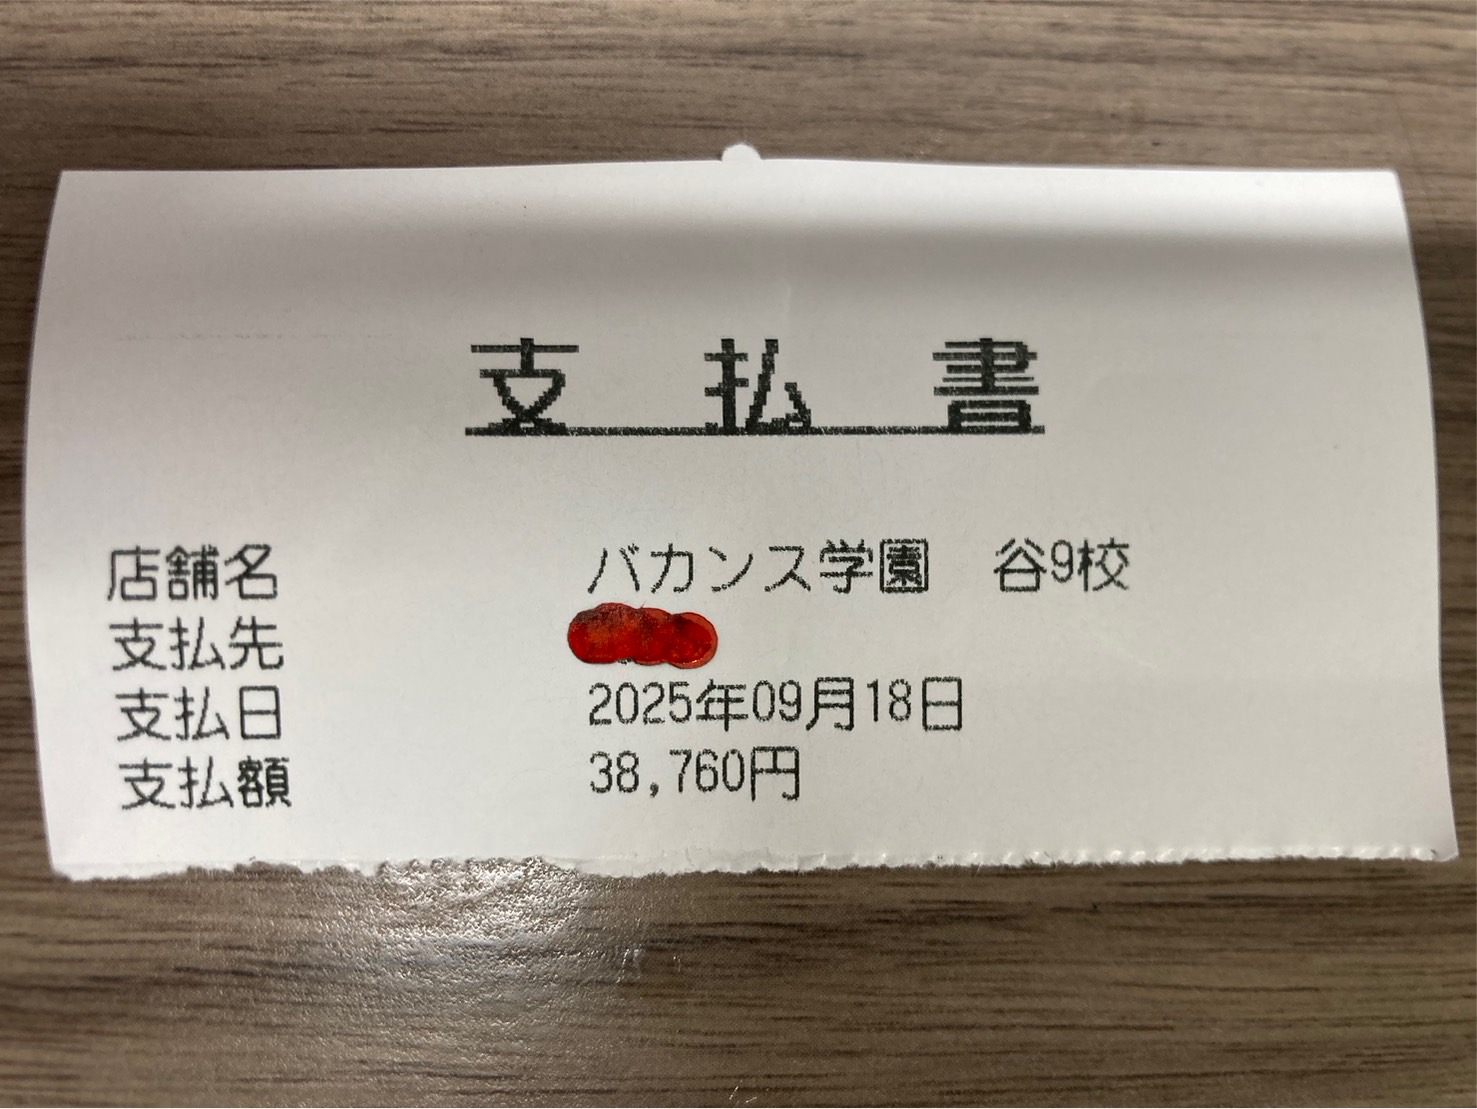 支払書
店舗名　バカンス学園　谷9校
支払先
支払日　2025年09月18日
支払額　38,760円